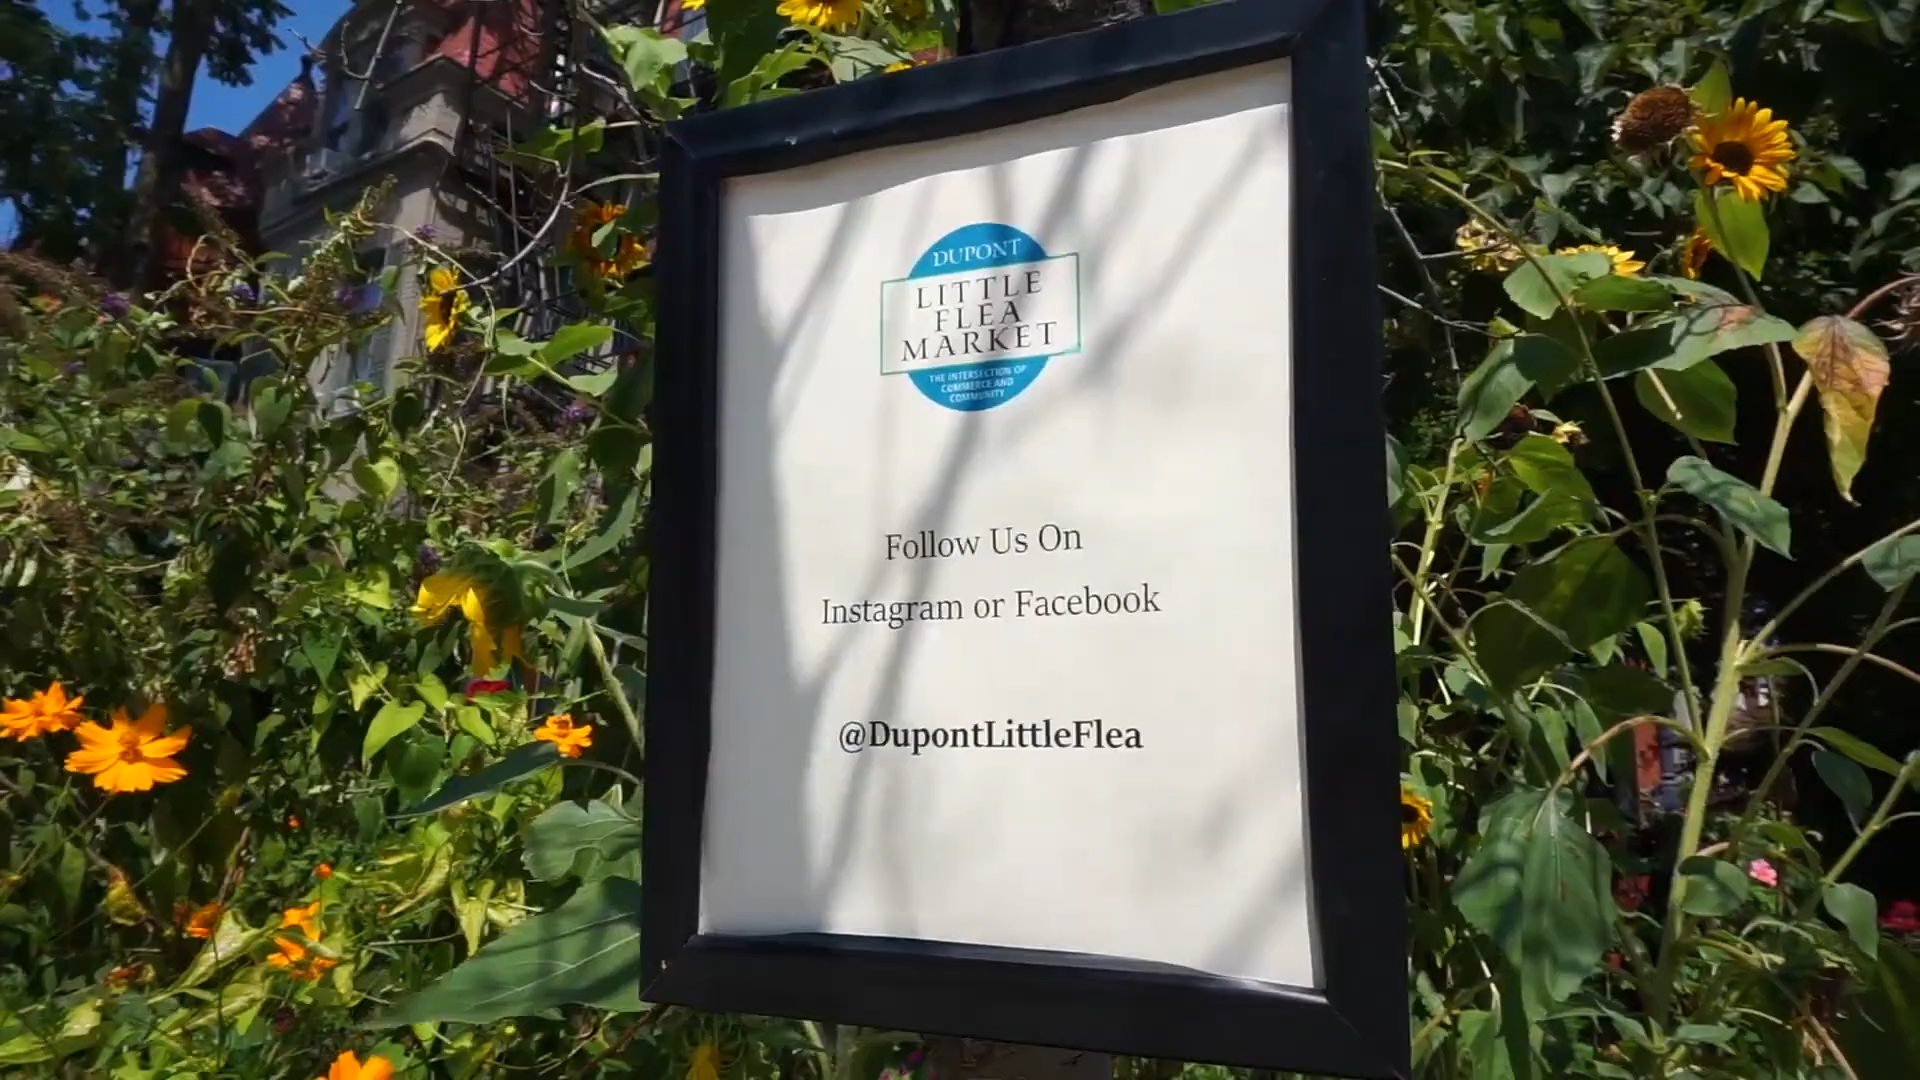 DUPONT
LITTLE
FLEA
MARKET
THE INTERSECTION OF
COMMERCE AND
COMMUNITY
Follow Us On
Instagram or Facebook
@DupontLittleFlea